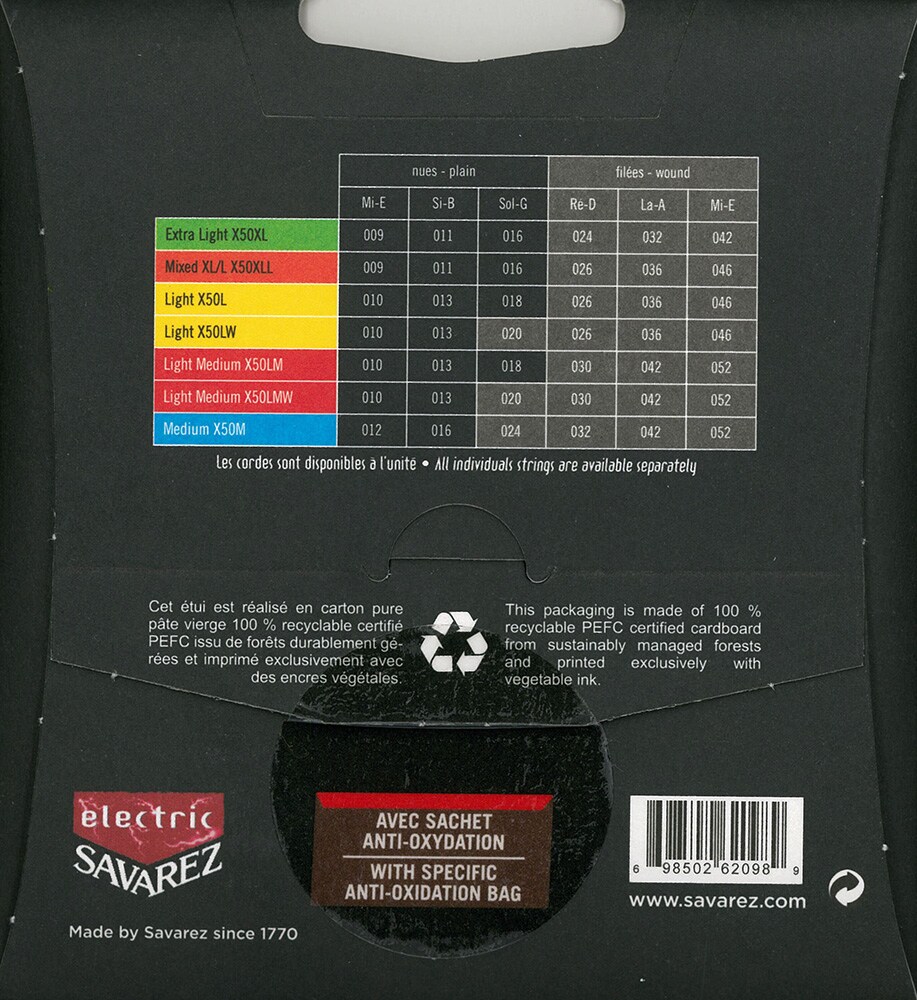 nues - plain filées - wound
Mi-E Si-B Sol-G Ré-D La-A Mi-E
Extra Light X50XL 009 011 016 024 032 042
Mixed XL/L X50XLL 009 011 016 026 036 046
Light X50L 010 013 018 026 036 046
Light X50LW 010 013 020 026 036 046
Light Medium X50LM 010 013 018 030 042 052
Light Medium X50LMW 010 013 020 030 042 052
Medium X50M 012 016 024 032 042 052
Les cordes sont disponibles à l'unité • All individuals strings are available separately
Cet étui est réalisé en carton pure
pâte vierge 100 % recyclable certifié
PEFC issu de forêts durablement gé-
rées et imprimé exclusivement avec
des encres végétales.
This packaging is made of 100 %
recyclable PEFC certified cardboard
from sustainably managed forests
and printed exclusively with
vegetable ink.
electric
SAVAREZ
Made by Savarez since 1770
AVEC SACHET
ANTI-OXYDATION
WITH SPECIFIC
ANTI-OXIDATION BAG
6 98502 62098 9
www.savarez.com